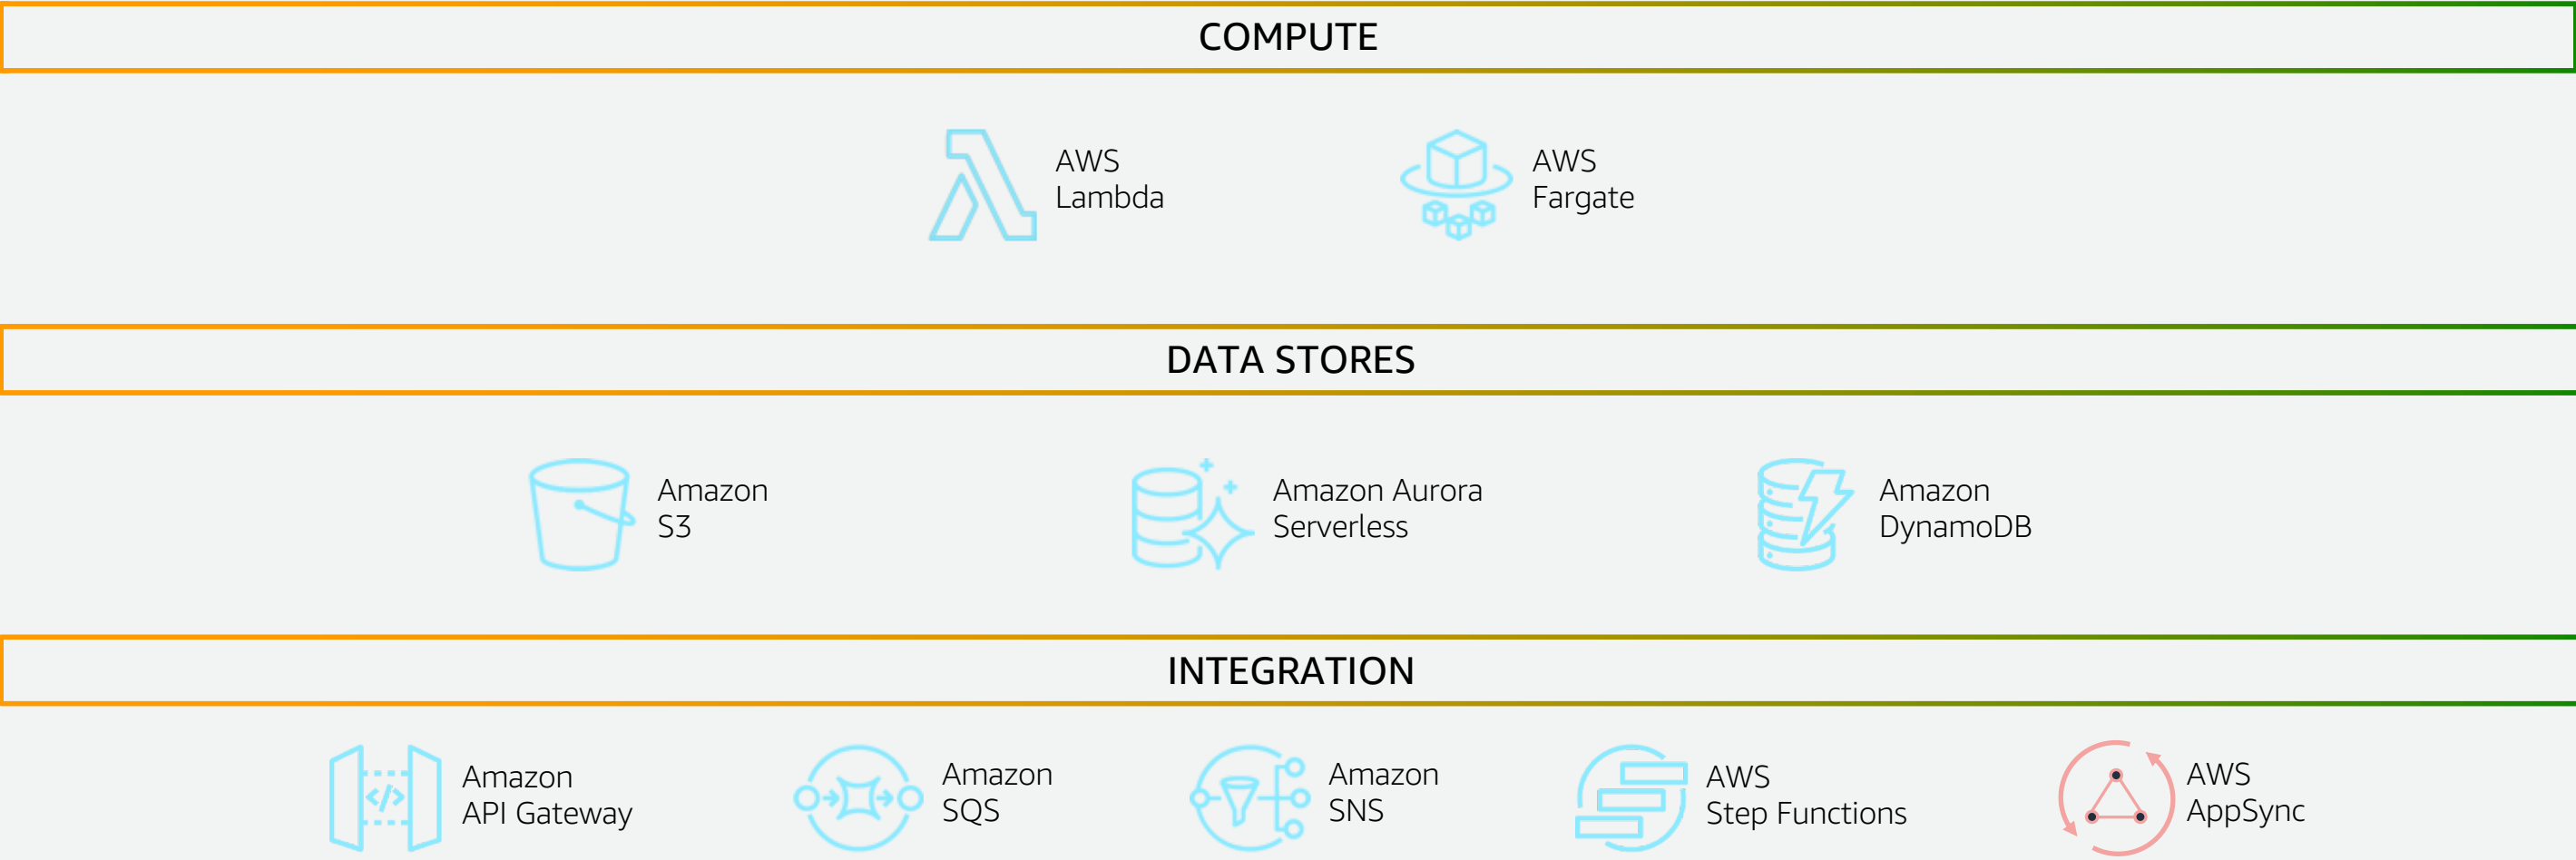 COMPUTE
AWS
Lambda
AWS
Fargate
DATA STORES
Amazon
S3
Amazon Aurora
Serverless
Amazon
DynamoDB
INTEGRATION
Amazon
API Gateway
Amazon
SQS
Amazon
SNS
AWS
Step Functions
AWS
AppSync